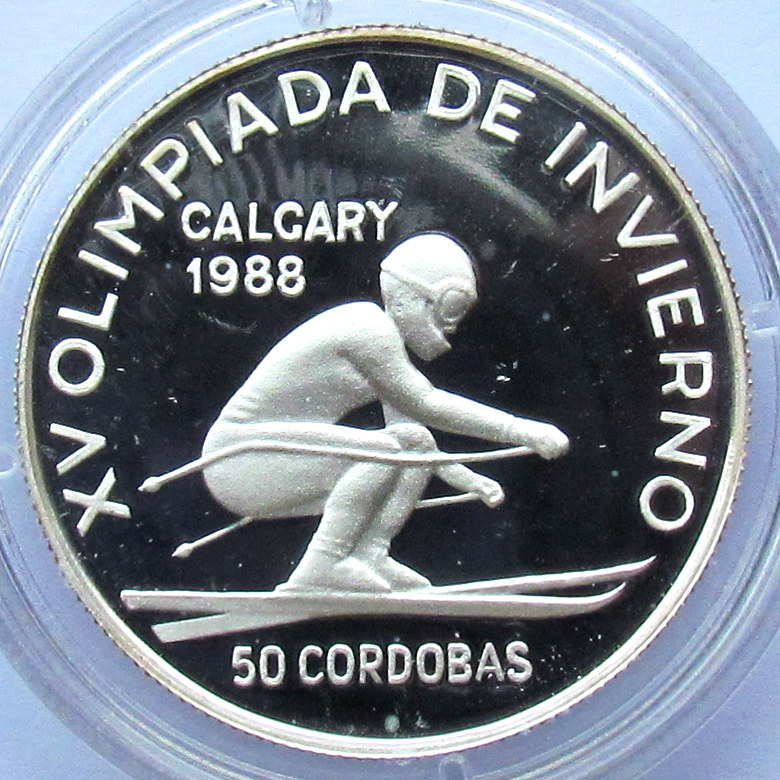 XV OLIMPIADA DE INVIERNO
CALGARY
1988
50 CORDOBAS